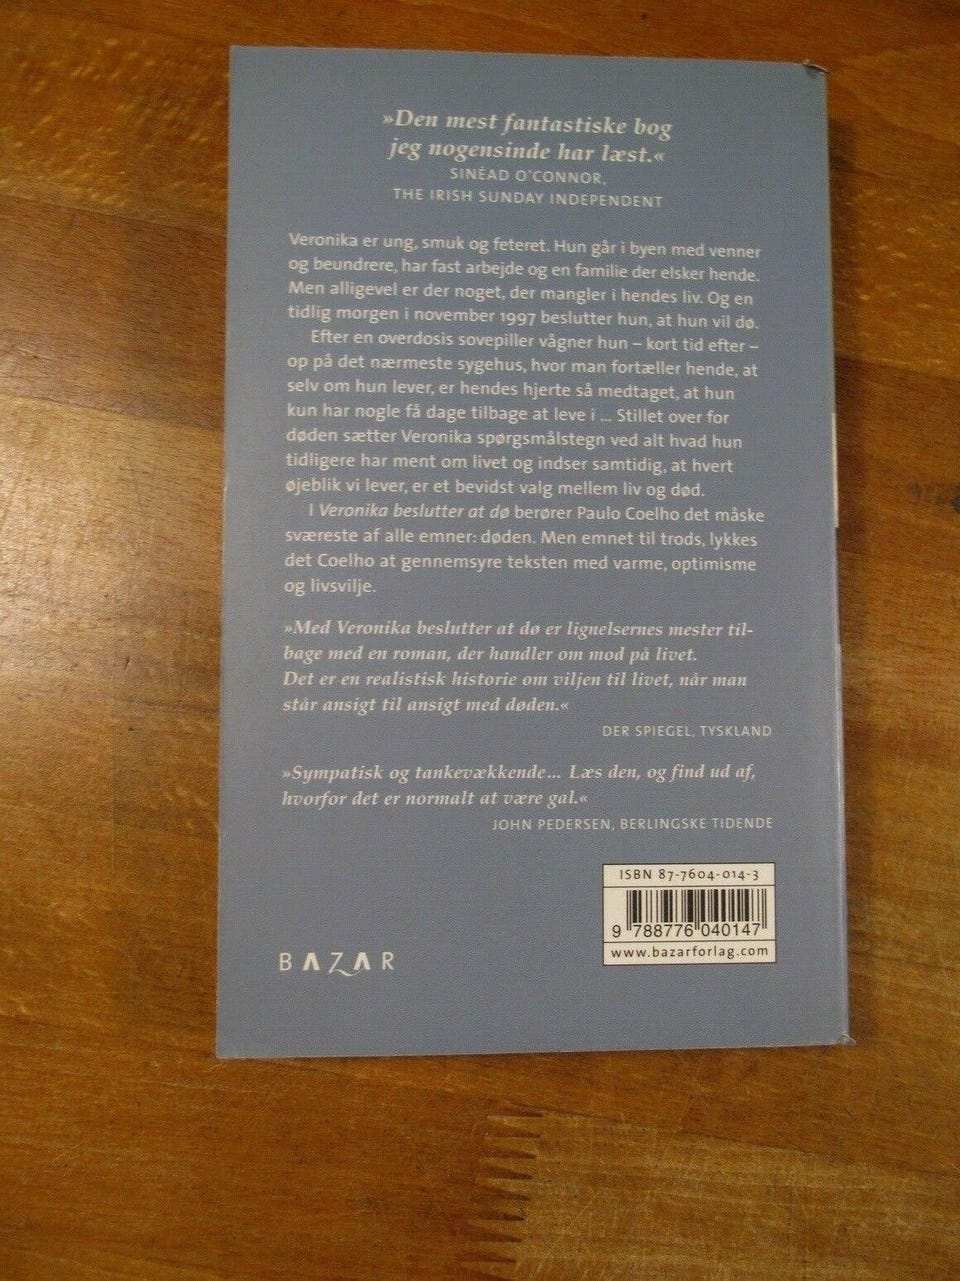 »Den mest fantastiske bog
jeg nogensinde har læst.«
SINÉAD O'CONNOR,
THE IRISH SUNDAY INDEPENDENT
Veronika er ung, smuk og feteret. Hun går i byen med venner
og beundrere, har fast arbejde og en familie der elsker hende.
Men alligevel er der noget, der mangler i hendes liv. Og en
tidlig morgen i november 1997 beslutter hun, at hun vil dø.
Efter en overdosis sovepiller vågner hun – kort tid efter –
op på det nærmeste sygehus, hvor man fortæller hende, at
selv om hun lever, er hendes hjerte så medtaget, at hun
kun har nogle få dage tilbage at leve i ... Stillet over for
døden sætter Veronika spørgsmålstegn ved alt hvad hun
tidligere har ment om livet og indser samtidig, at hvert
øjeblik vi lever, er et bevidst valg mellem liv og død.
I Veronika beslutter at dø berører Paulo Coelho det måske
sværeste af alle emner: døden. Men emnet til trods, lykkes
det Coelho at gennemsyre teksten med varme, optimisme
og livsvilje.
»Med Veronika beslutter at dø er lignelsernes mester til-
bage med en roman, der handler om mod på livet.
Det er en realistisk historie om viljen til livet, når man
står ansigt til ansigt med døden.«
DER SPIEGEL, TYSKLAND
»Sympatisk og tankevækkende... Læs den, og find ud af,
hvorfor det er normalt at være gal.«
JOHN PEDERSEN, BERLINGSKE TIDENDE
ISBN 87-7604-014-3
9 788776 040147
www.bazarforlag.com
BAZAR